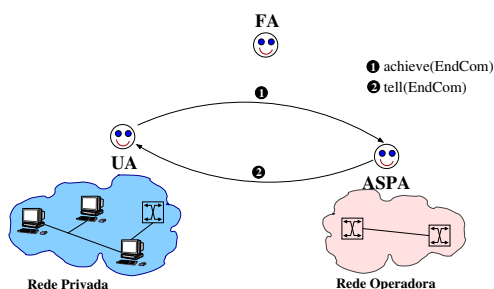 FA
❶ achieve(EndCom)
❷ tell(EndCom)
❶
UA
❷
ASPA
Rede Privada
Rede Operadora